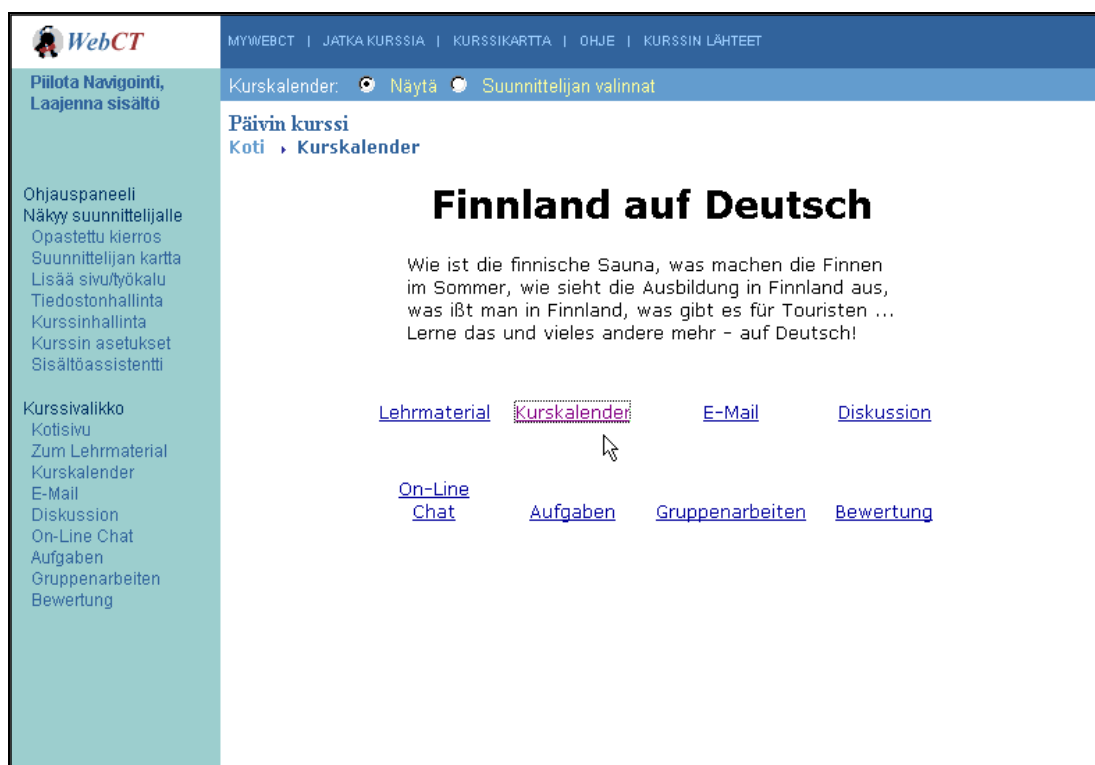 WebCT
MYWEBCT | JATKA KURSSIA | KURSSIKARTTA | OHJE | KURSSIN LÄHTEET
Piilota Navigointi,
Laajenna sisältö
Kurskalender: Näytä Suunnittelijan valinnat
Päivin kurssi
Koti Kurskalender
Ohjauspaneeli
Näkyy suunnittelijalle
Opastettu kierros
Suunnittelijan kartta
Lisää sivu/työkalu
Tiedostonhallinta
Kurssinhallinta
Kurssin asetukset
Sisältöassistentti
Kurssivalikko
Kotisivu
Zum Lehrmaterial
Kurskalender
E-Mail
Diskussion
On-Line Chat
Aufgaben
Gruppenarbeiten
Bewertung
Finnland auf Deutsch
Wie ist die finnische Sauna, was machen die Finnen
im Sommer, wie sieht die Ausbildung in Finnland aus,
was ißt man in Finnland, was gibt es für Touristen ...
Lerne das und vieles andere mehr – auf Deutsch!
Lehrmaterial Kurskalender E-Mail Diskussion
On-Line
Chat Aufgaben Gruppenarbeiten Bewertung